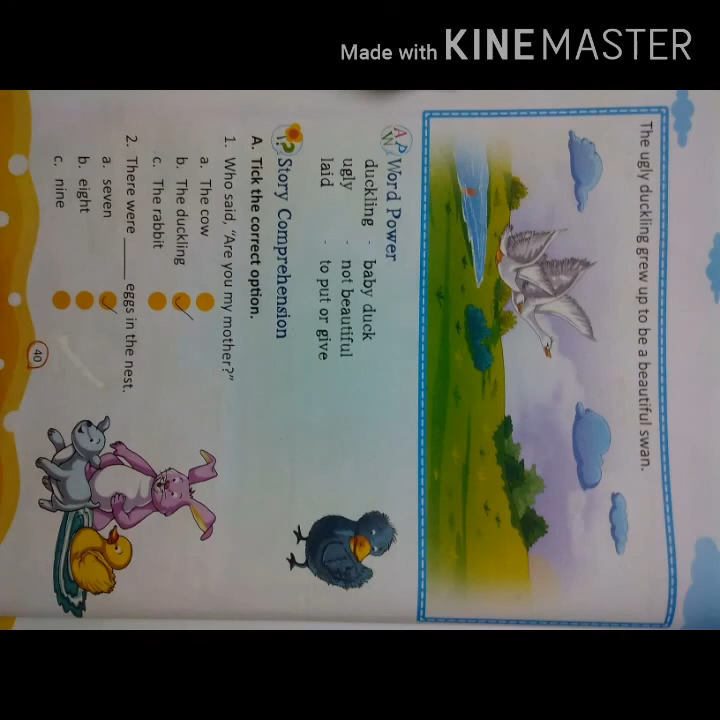 Made with KINEMASTER
The ugly duckling grew up to be a beautiful swan.
Word Power
duckling - baby duck
ugly - not beautiful
laid - to put or give
Story Comprehension
A. Tick the correct option.
1. Who said, "Are you my mother?"
a. The cow
b. The duckling
c. The rabbit
2. There were ______ eggs in the nest.
a. seven
b. eight
c. nine
40